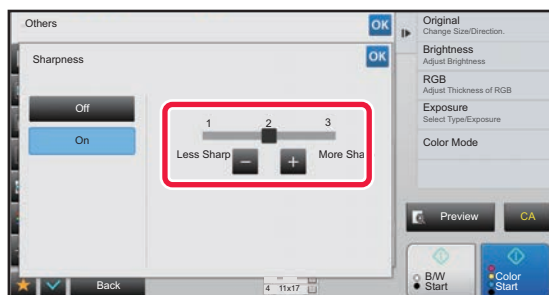 Others
OK
Sharpness
OK
Off
On
1 2 3
Less Sharp
More Sha
−
+
Back
4 11x17
Original
Change Size/Direction.
Brightness
Adjust Brightness
RGB
Adjust Thickness of RGB
Exposure
Select Type/Exposure
Color Mode
Preview
CA
B/W
Start
Color
Start